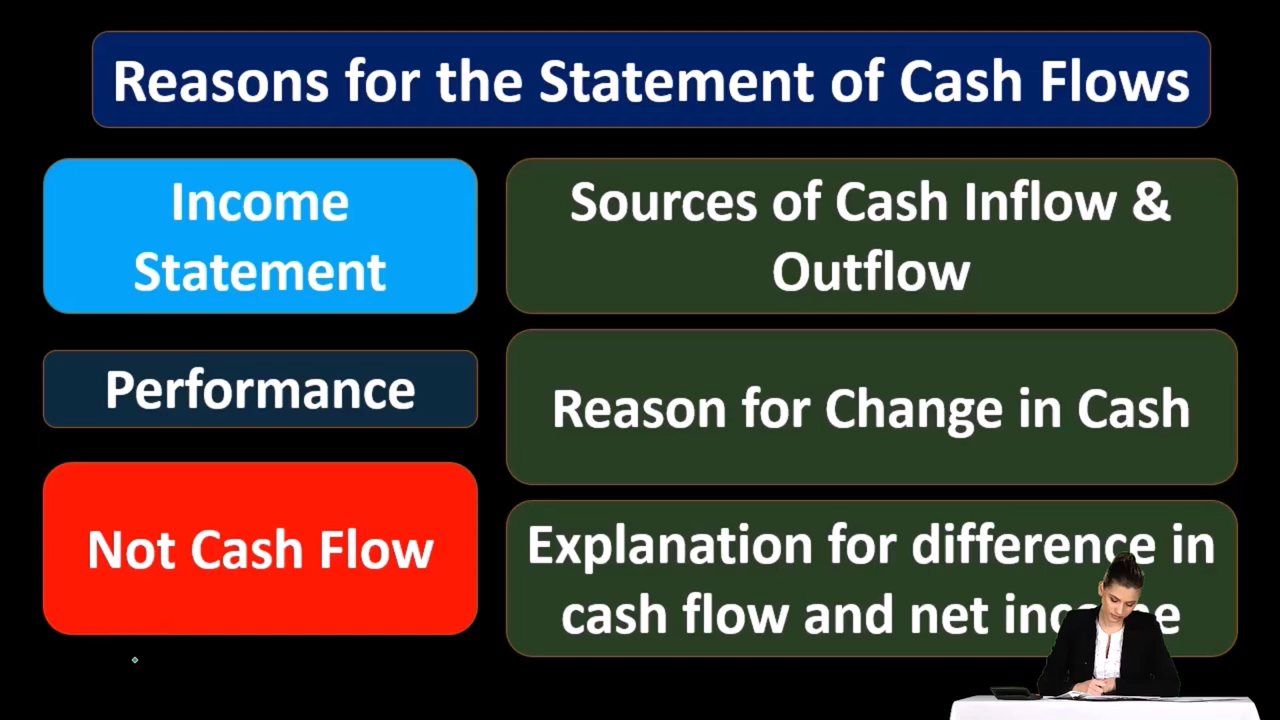 Reasons for the Statement of Cash Flows
Income
Statement
Performance
Not Cash Flow
Sources of Cash Inflow &
Outflow
Reason for Change in Cash
Explanation for difference in
cash flow and net income